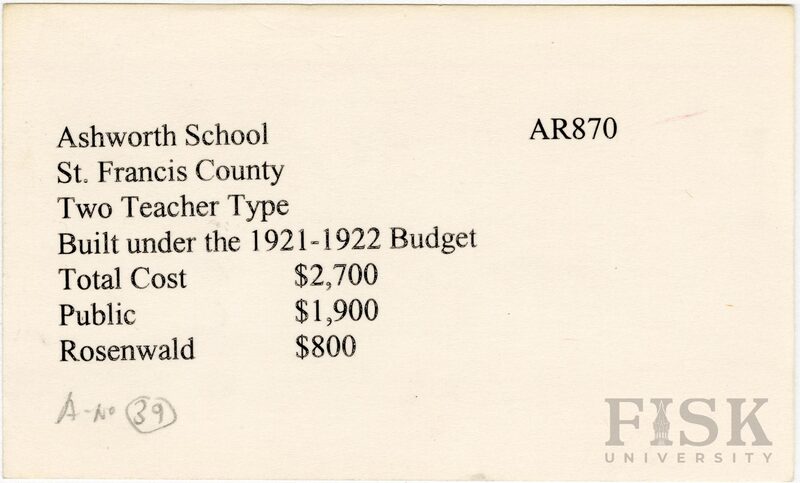 Ashworth School AR870
St. Francis County
Two Teacher Type
Built under the 1921-1922 Budget
Total Cost $2,700
Public $1,900
Rosenwald $800
A-No 39
FISK
UNIVERSITY